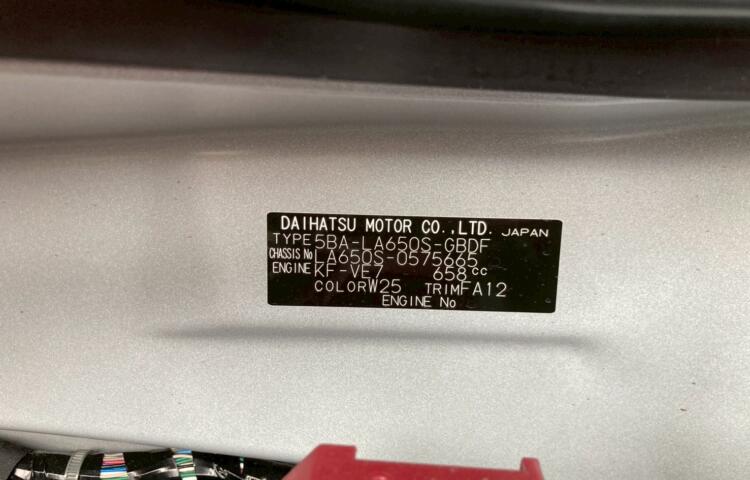 DAIHATSU MOTOR CO.,LTD. JAPAN
TYPE 5BA-LA650S-GBDF
CHASSIS No LA650S-0575665
ENGINE KF-VE7 658cc
COLOR W25 TRIM FA12
ENGINE No